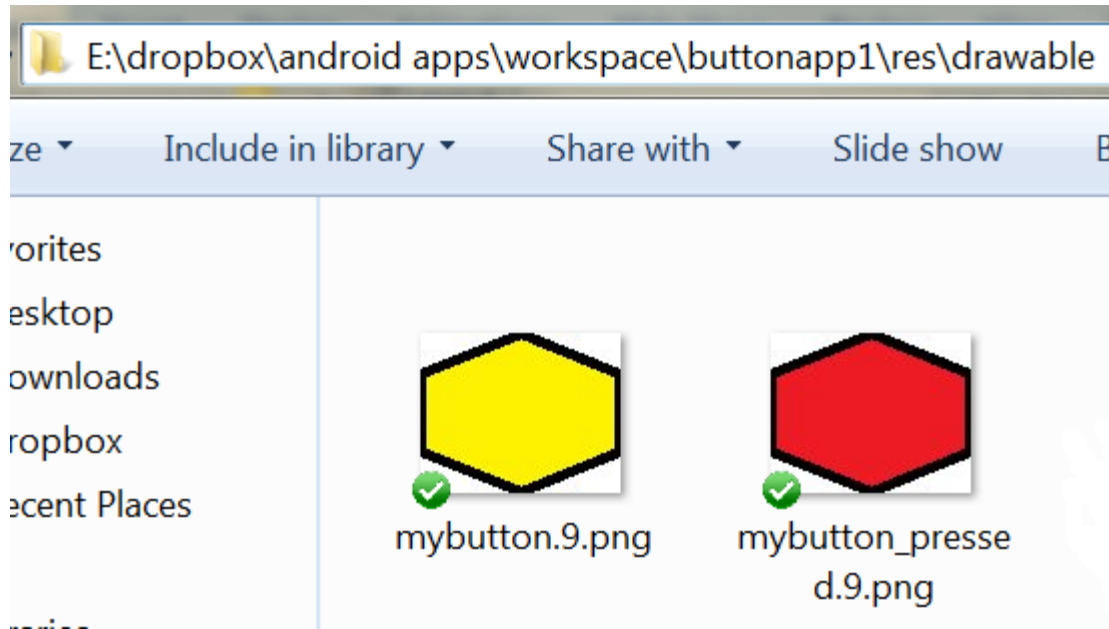 E:\dropbox\android apps\workspace\buttonapp1\res\drawable
ze Include in library Share with Slide show
vorites
esktop
ownloads
ropbox
ecent Places
mybutton.9.png
mybutton_presse
d.9.png